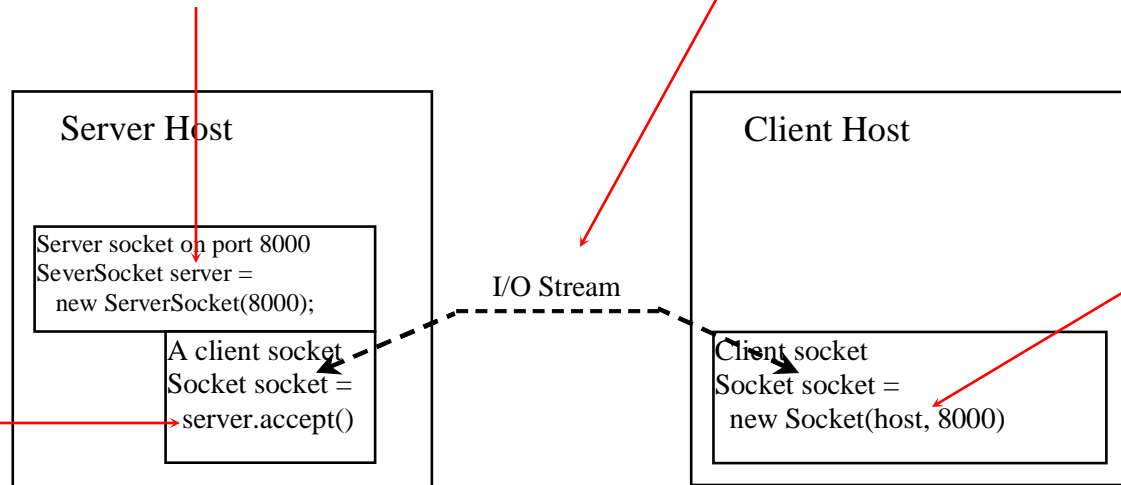 Server Host
Server socket on port 8000
SeverSocket server =
new ServerSocket(8000);
A client socket
Socket socket =
server.accept()
I/O Stream
Client Host
Client socket
Socket socket =
new Socket(host, 8000)